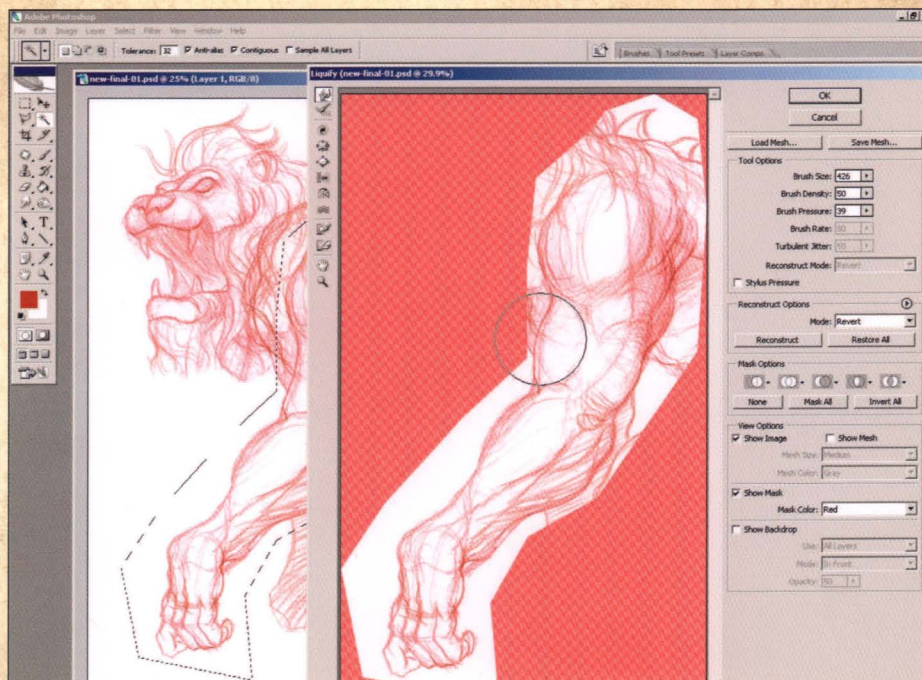 Adobe Photoshop
File Edit Image Layer Select Filter View Window Help
Tolerance: 32 Anti-alias Contiguous Sample All Layers
Brushes Tool Presets Layer Comps
new-final-01.psd @ 25% (Layer 1, RGB/8)
Liquify (new-final-01.psd @ 29.9%)
OK
Cancel
Load Mesh... Save Mesh...
Tool Options
Brush Size: 426
Brush Density: 50
Brush Pressure: 39
Brush Rate: 80
Turbulent Jitter:
Reconstruct Mode: Revert
Stylus Pressure
Reconstruct Options
Mode: Revert
Reconstruct Restore All
Mask Options
None Mask All Invert All
View Options
Show Image Show Mesh
Mesh Size: Medium
Mesh Color: Gray
Show Mask
Mask Color: Red
Show Backdrop
Use: All Layers
Mode: In Front
Opacity: 50
T